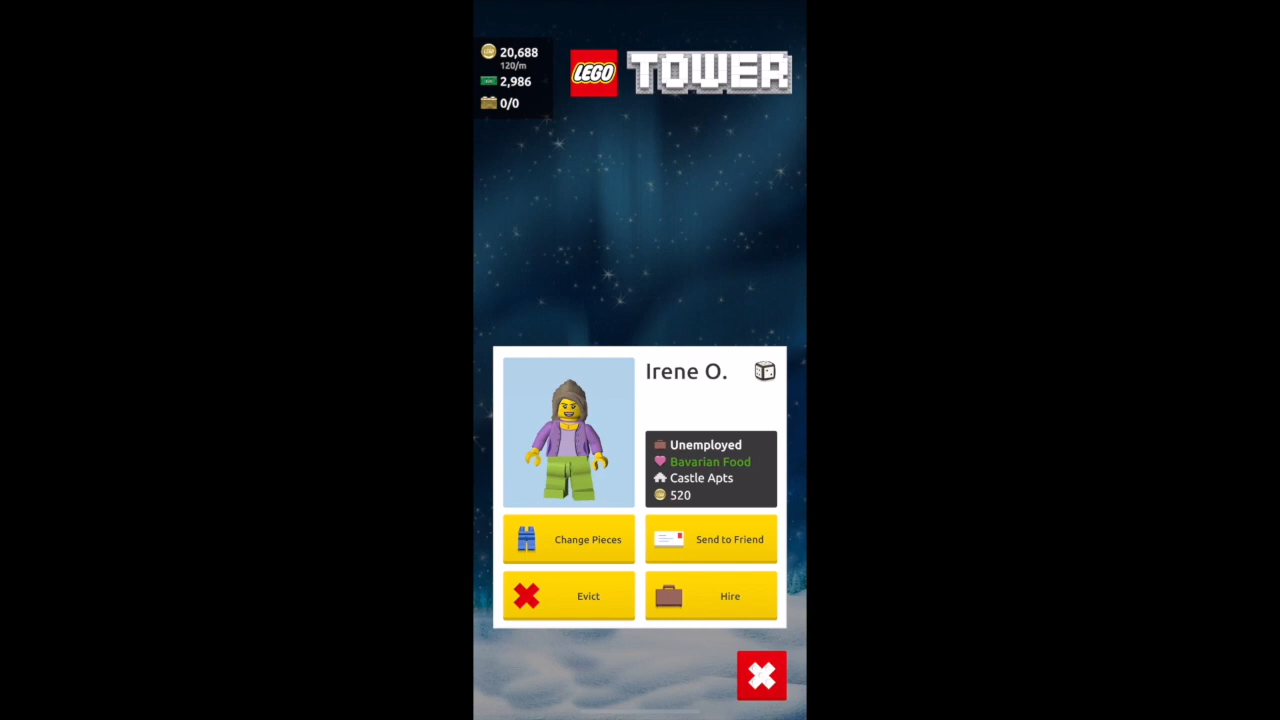 20,688
120/m
2,986
0/0
LEGO TOWER
Irene O.
Unemployed
Bavarian Food
Castle Apts
520
Change Pieces
Send to Friend
Evict
Hire